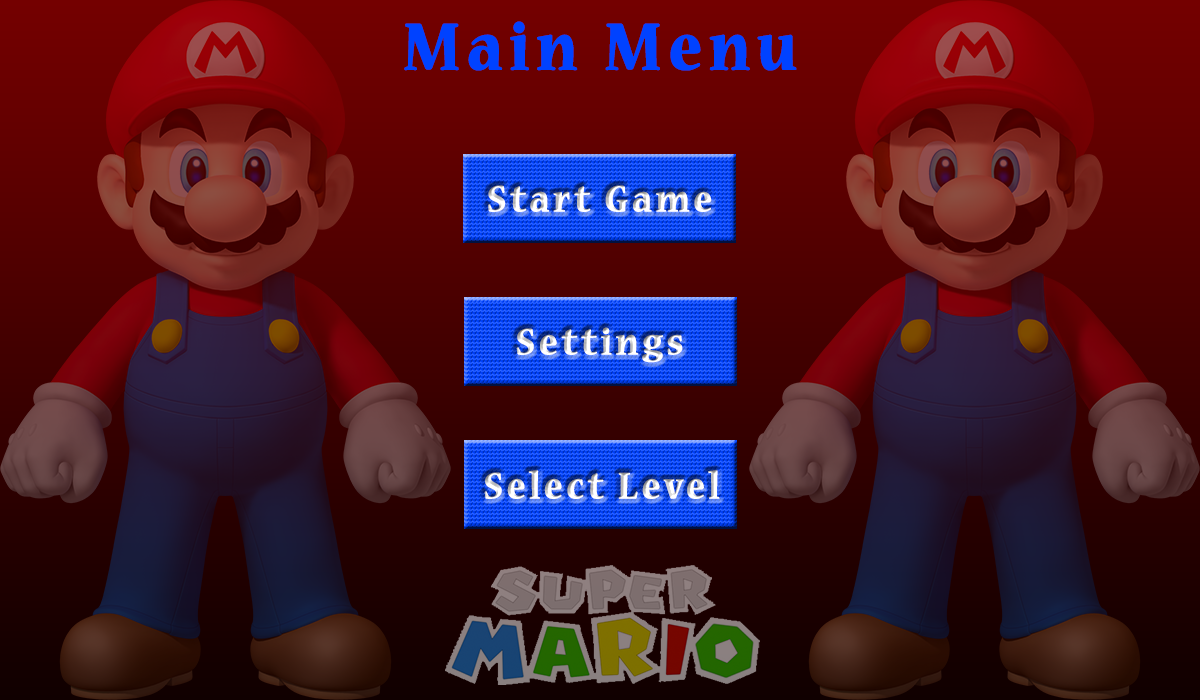 M
M
Main Menu
Start Game
Settings
Select Level
SUPER
MARIO